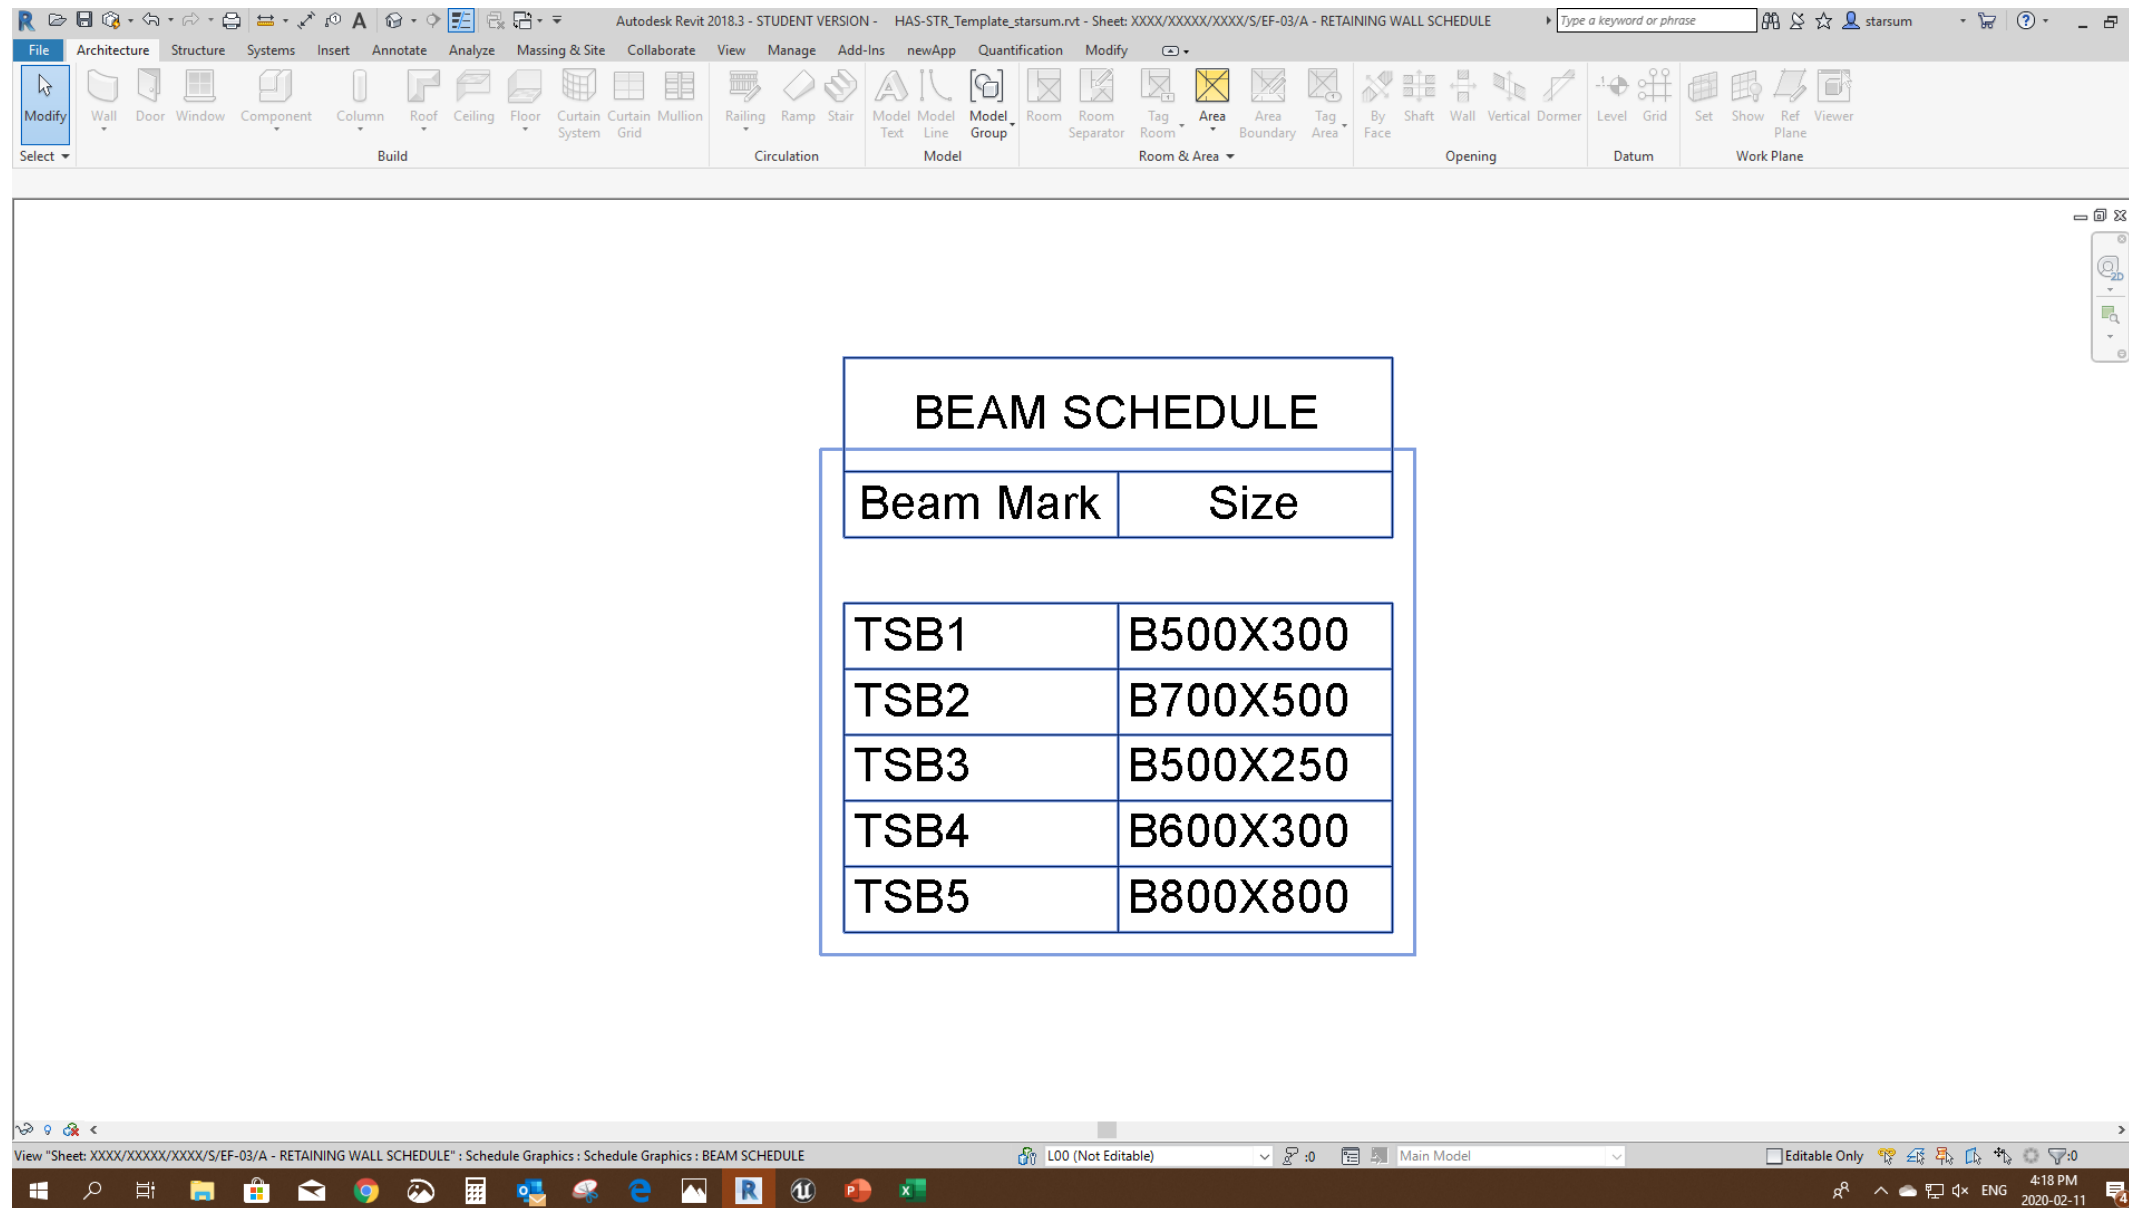 Autodesk Revit 2018.3 - STUDENT VERSION - HAS-STR_Template_starsum.rvt - Sheet: XXXX/XXXXX/XXXX/S/EF-03/A - RETAINING WALL SCHEDULE
Type a keyword or phrase
starsum
File Architecture Structure Systems Insert Annotate Analyze Massing & Site Collaborate View Manage Add-Ins newApp Quantification Modify
Modify Wall Door Window Component Column Roof Ceiling Floor Curtain System Curtain Grid Mullion Railing Ramp Stair Model Text Model Line Model Group Room Room Separator Tag Room Area Area Boundary Tag Area By Face Shaft Wall Vertical Dormer Level Grid Set Show Ref Plane Viewer
Select Build Circulation Model Room & Area Opening Datum Work Plane
2D
BEAM SCHEDULE
Beam Mark Size
TSB1 B500X300
TSB2 B700X500
TSB3 B500X250
TSB4 B600X300
TSB5 B800X800
View "Sheet: XXXX/XXXXX/XXXX/S/EF-03/A - RETAINING WALL SCHEDULE" : Schedule Graphics : Schedule Graphics : BEAM SCHEDULE
L00 (Not Editable) :0 Main Model Editable Only :0
ENG 4:18 PM
2020-02-11
4